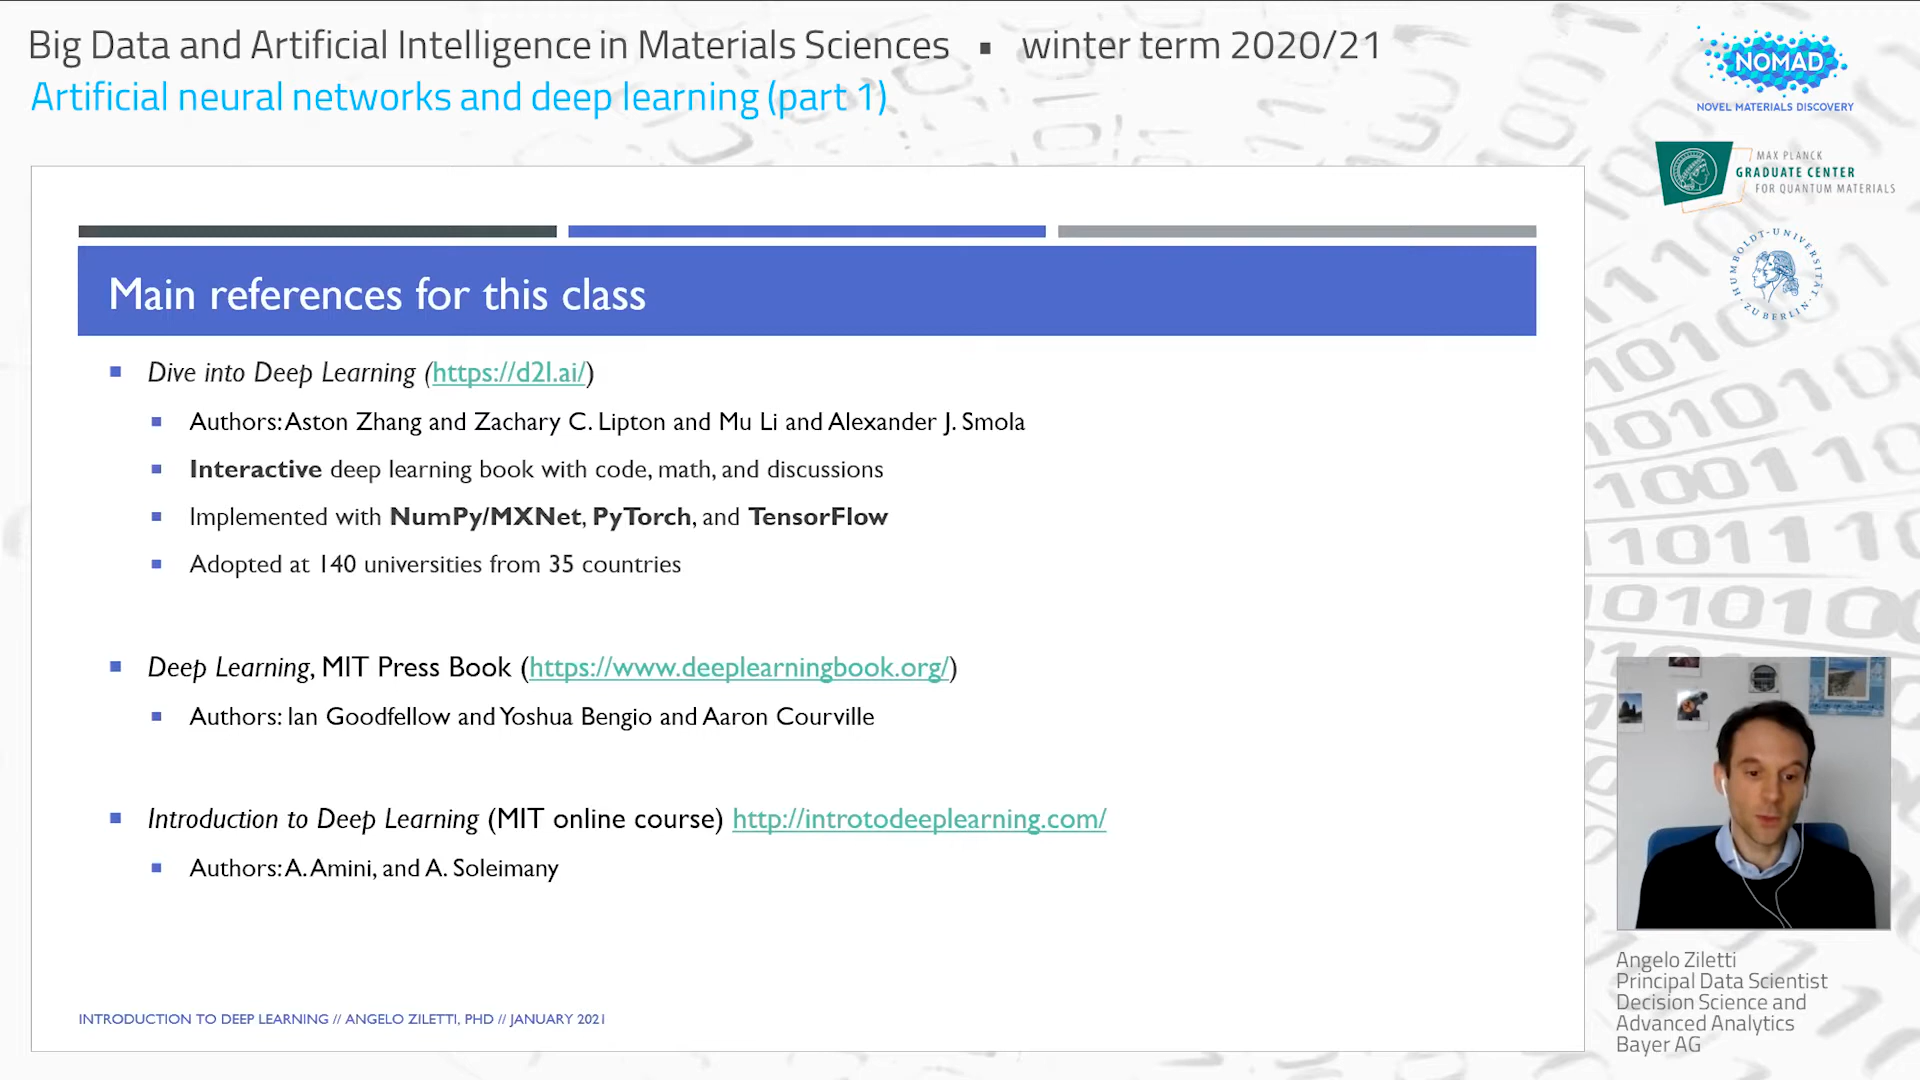 Big Data and Artificial Intelligence in Materials Sciences ▪ winter term 2020/21
Artificial neural networks and deep learning (part 1)
NOMAD
NOVEL MATERIALS DISCOVERY
MAX PLANCK
GRADUATE CENTER
FOR QUANTUM MATERIALS
HUMBOLDT-UNIVERSITÄT
ZU BERLIN
Main references for this class
Dive into Deep Learning (https://d2l.ai/)
Authors: Aston Zhang and Zachary C. Lipton and Mu Li and Alexander J. Smola
Interactive deep learning book with code, math, and discussions
Implemented with NumPy/MXNet, PyTorch, and TensorFlow
Adopted at 140 universities from 35 countries
Deep Learning, MIT Press Book (https://www.deeplearningbook.org/)
Authors: Ian Goodfellow and Yoshua Bengio and Aaron Courville
Introduction to Deep Learning (MIT online course) http://introtodeeplearning.com/
Authors: A. Amini, and A. Soleimany
INTRODUCTION TO DEEP LEARNING // ANGELO ZILETTI, PHD // JANUARY 2021
Angelo Ziletti
Principal Data Scientist
Decision Science and
Advanced Analytics
Bayer AG